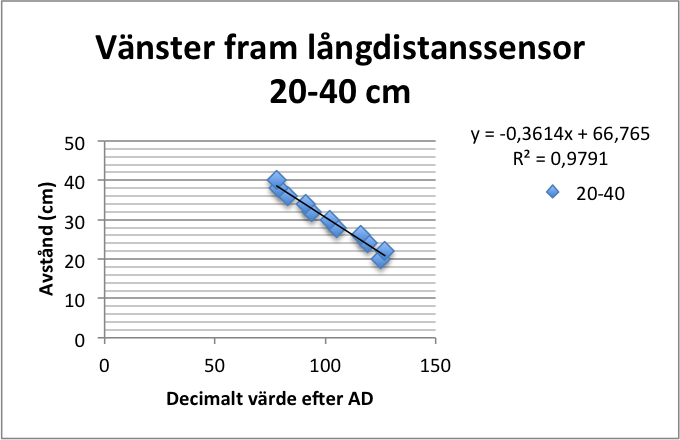 Vänster fram långdistanssensor
20-40 cm
y = -0,3614x + 66,765
R² = 0,9791
20-40
Avstånd (cm)
50
40
30
20
10
0
0 50 100 150
Decimalt värde efter AD